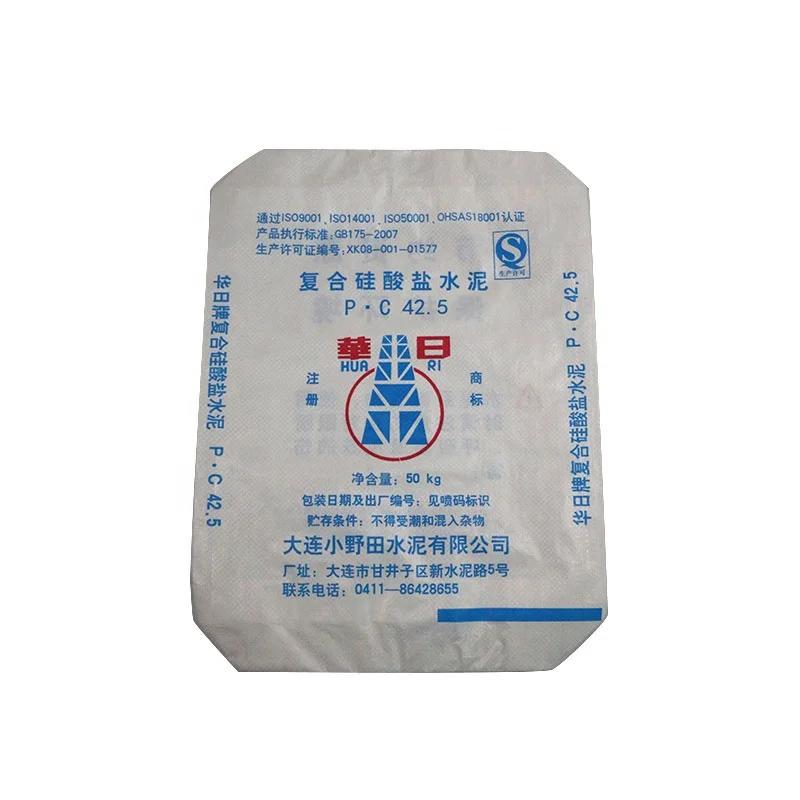 通过ISO9001、ISO14001、ISO50001、OHSAS18001认证
产品执行标准:GB175-2007
生产许可证编号:XK08-001-01577
生产许可
复合硅酸盐水泥
P·C 42.5
華日
HUA RI
注册 商标
净含量:50 kg
包装日期及出厂编号:见喷码标识
贮存条件:不得受潮和混入杂物
大连小野田水泥有限公司
厂址:大连市甘井子区新水泥路5号
联系电话:0411—86428655
华日牌复合硅酸盐水泥 P·C 42.5
华日牌复合硅酸盐水泥 P·C 42.5